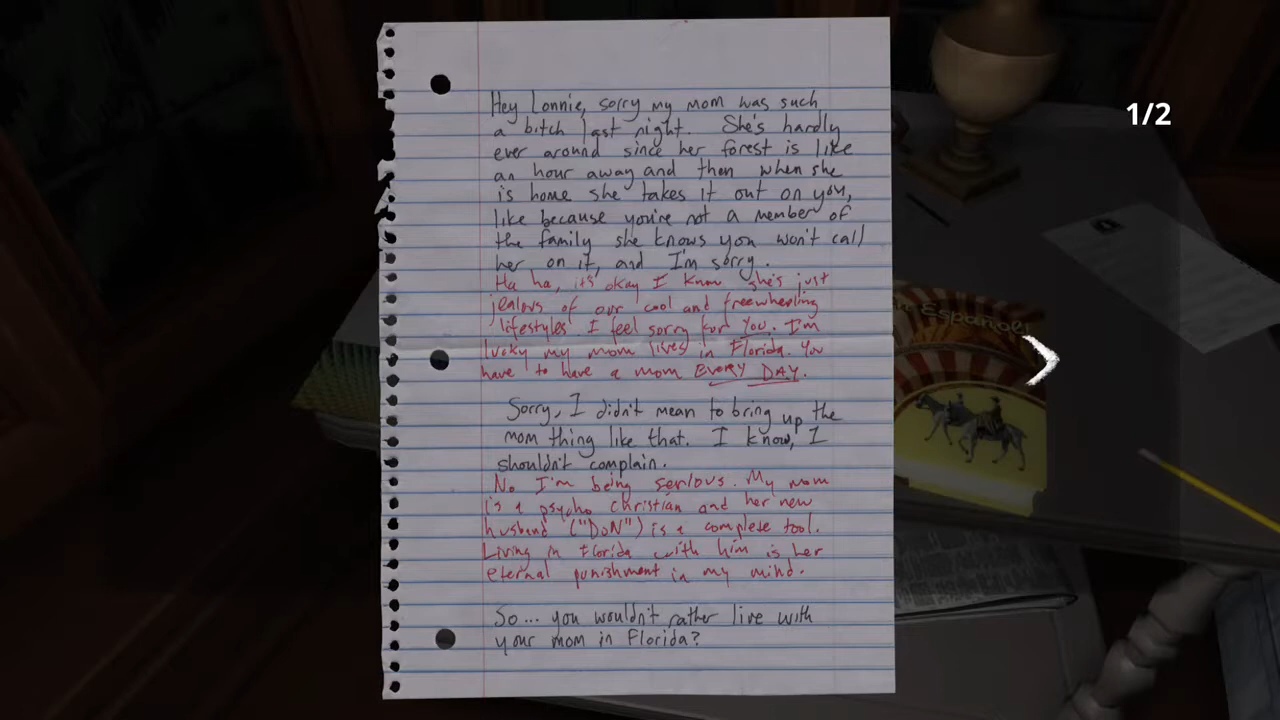 1/2
Hey Lonnie, sorry my mom was such
a bitch last night. She's hardly
ever around since her forest is like
an hour away and then when she
is home she takes it out on you,
like because you're not a member of
the family she knows you won't call
her on it, and I'm sorry.
Ha ha, it's okay I know she's just
jealous of our cool and freewheeling
lifestyles I feel sorry for you. I'm
lucky my mom lives in Florida. You
have to have a mom EVERY DAY.
Sorry, I didn't mean to bring up the
mom thing like that. I know, I
shouldn't complain.
No I'm being serious. My mom
is a psycho christian and her new
husband ("DON") is a complete tool.
Living in Florida with him is her
eternal punishment in my mind.
So... you wouldn't rather live with
your mom in Florida?
Español!